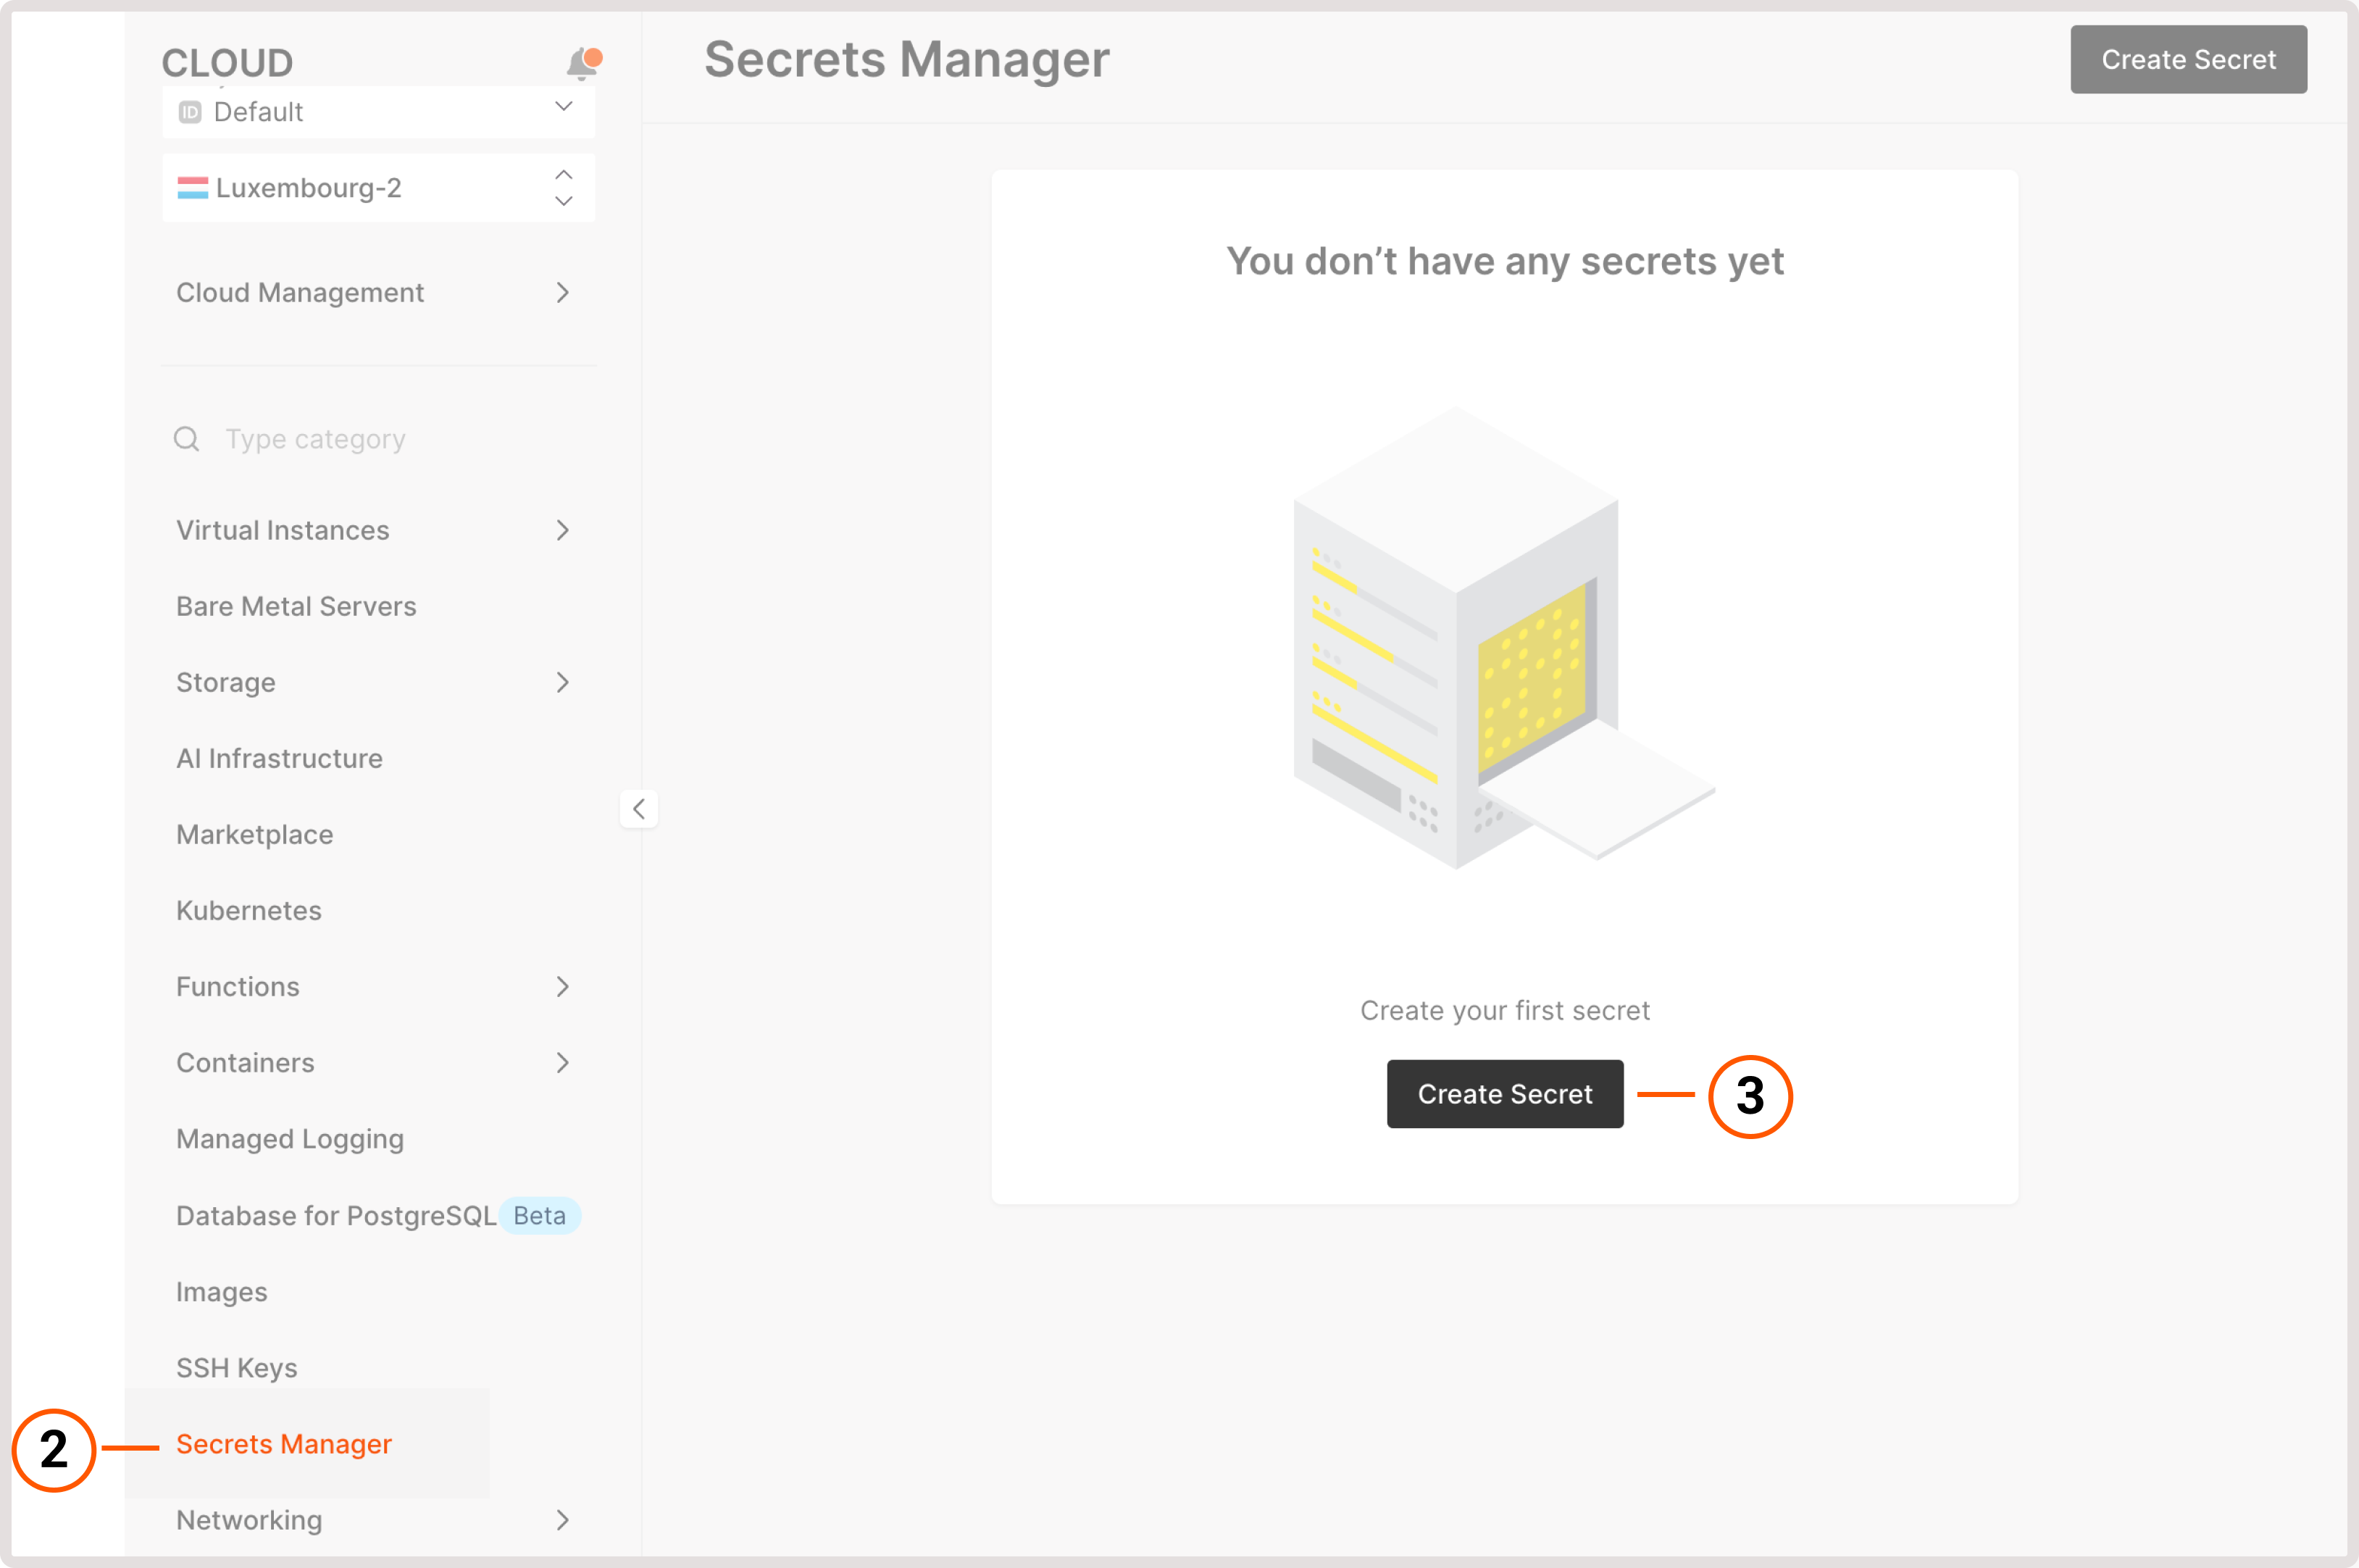 CLOUD
ID Default
Luxembourg-2
Cloud Management
Type category
Virtual Instances
Bare Metal Servers
Storage
AI Infrastructure
Marketplace
Kubernetes
Functions
Containers
Managed Logging
Database for PostgreSQL Beta
Images
SSH Keys
2 Secrets Manager
Networking
Secrets Manager
Create Secret
You don’t have any secrets yet
Create your first secret
Create Secret 3